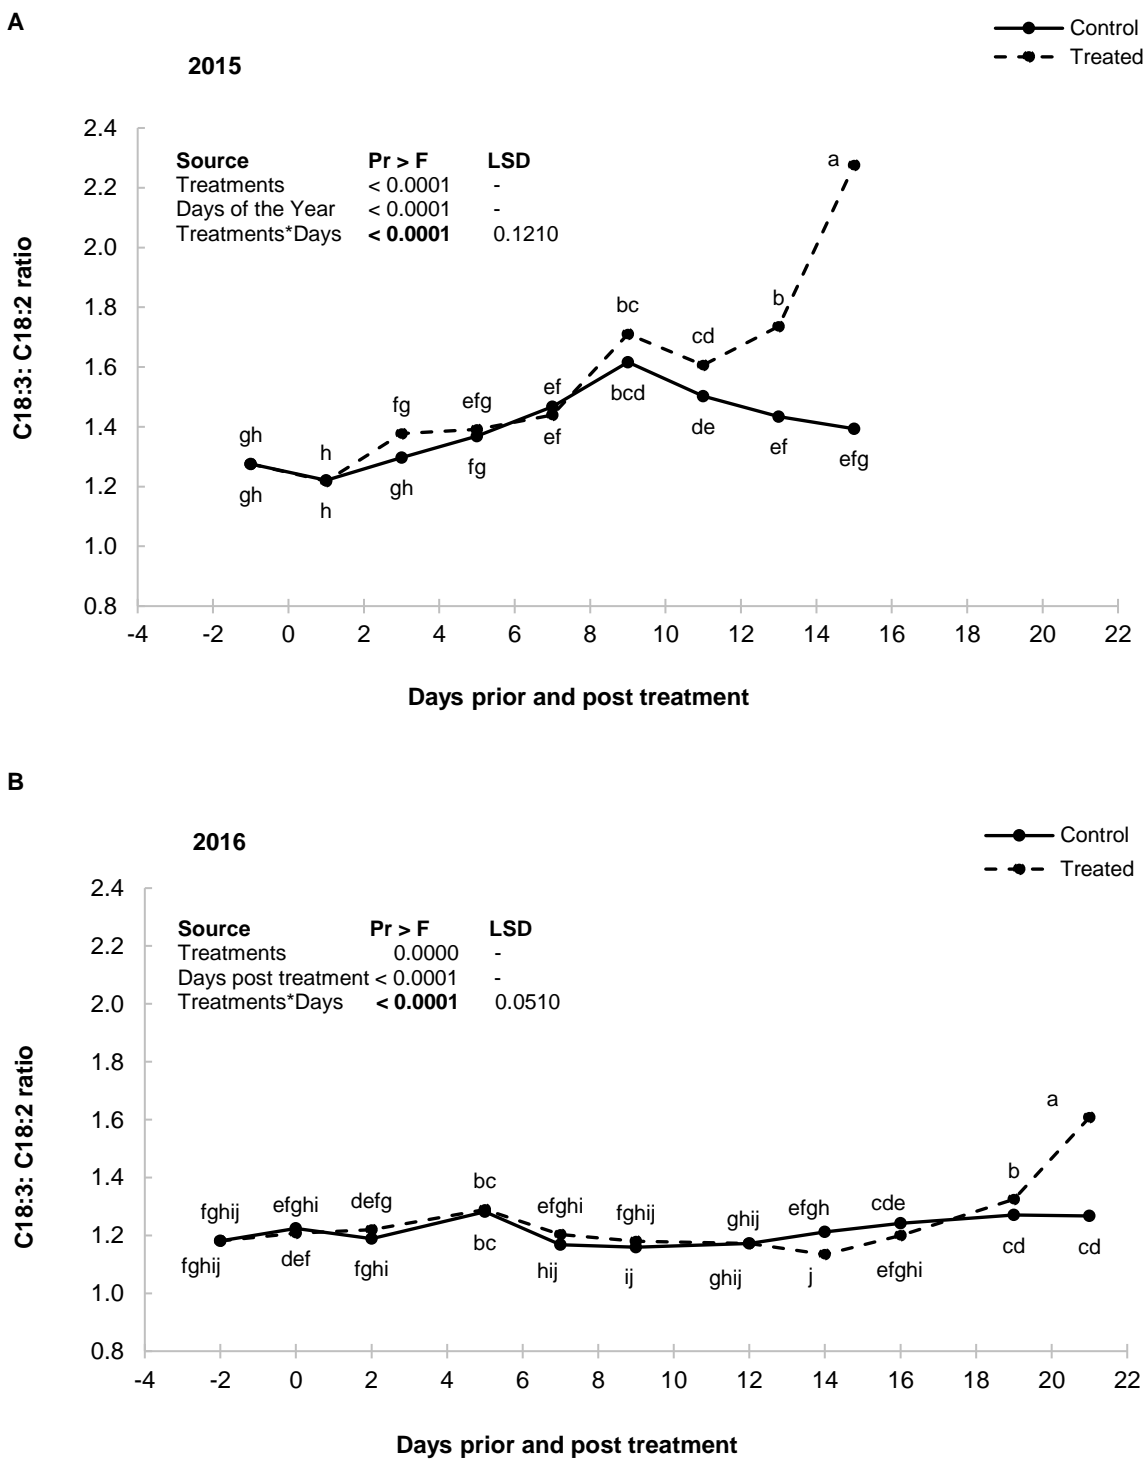 A
Control
Treated
2015
2.4
2.2
2.0
1.8
1.6
1.4
1.2
1.0
0.8
C18:3: C18:2 ratio
Source Pr > F LSD
Treatments < 0.0001 -
Days of the Year < 0.0001 -
Treatments*Days < 0.0001 0.1210
a
b
bc
cd
bcd
fg
efg
ef
gh
h
de
ef
ef
efg
fg
gh
gh
h
-4 -2 0 2 4 6 8 10 12 14 16 18 20 22
Days prior and post treatment
B
Control
Treated
2016
2.4
2.2
2.0
1.8
1.6
1.4
1.2
1.0
0.8
C18:3: C18:2 ratio
Source Pr > F LSD
Treatments 0.0000 -
Days post treatment < 0.0001 -
Treatments*Days < 0.0001 0.0510
a
b
fghij efghi defg bc efghi fghij ghij efgh cde
fghij def fghi bc hij ij ghij j efghi cd cd
-4 -2 0 2 4 6 8 10 12 14 16 18 20 22
Days prior and post treatment